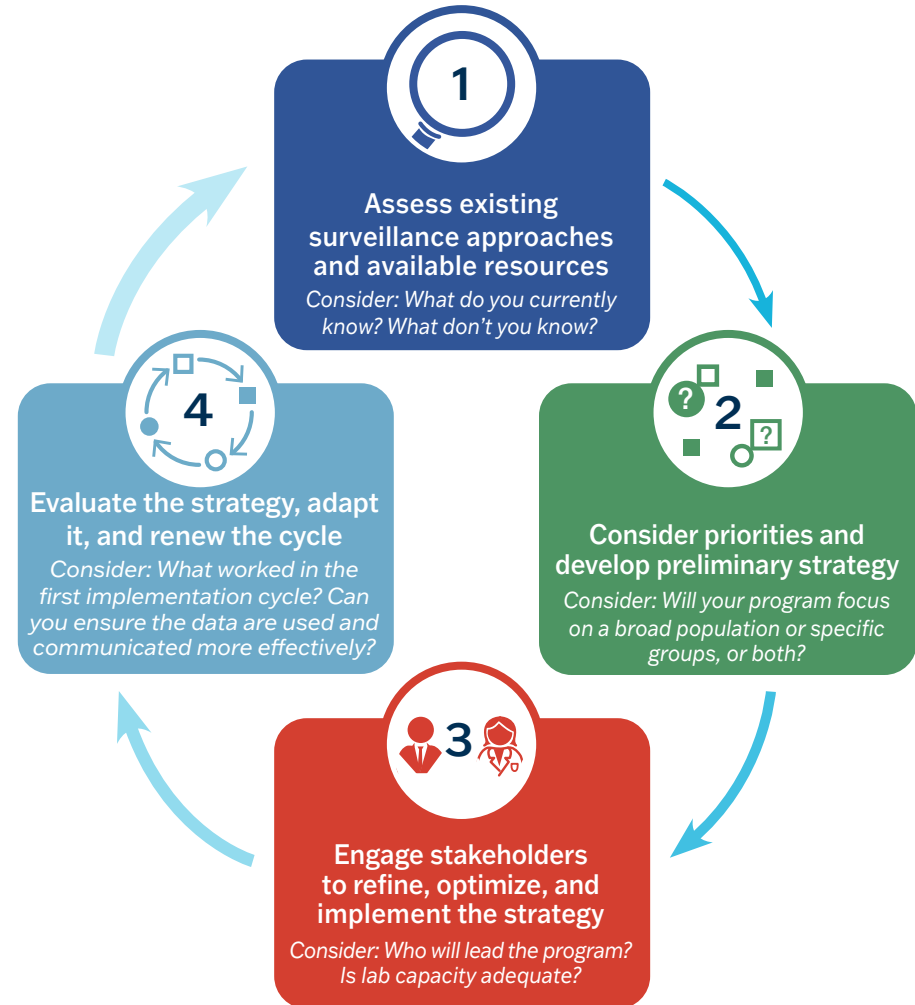 1
Assess existing
surveillance approaches
and available resources
Consider: What do you currently
know? What don't you know?
2
?
?
Consider priorities and
develop preliminary strategy
Consider: Will your program focus
on a broad population or specific
groups, or both?
3
Engage stakeholders
to refine, optimize, and
implement the strategy
Consider: Who will lead the program?
Is lab capacity adequate?
4
Evaluate the strategy, adapt
it, and renew the cycle
Consider: What worked in the
first implementation cycle? Can
you ensure the data are used and
communicated more effectively?